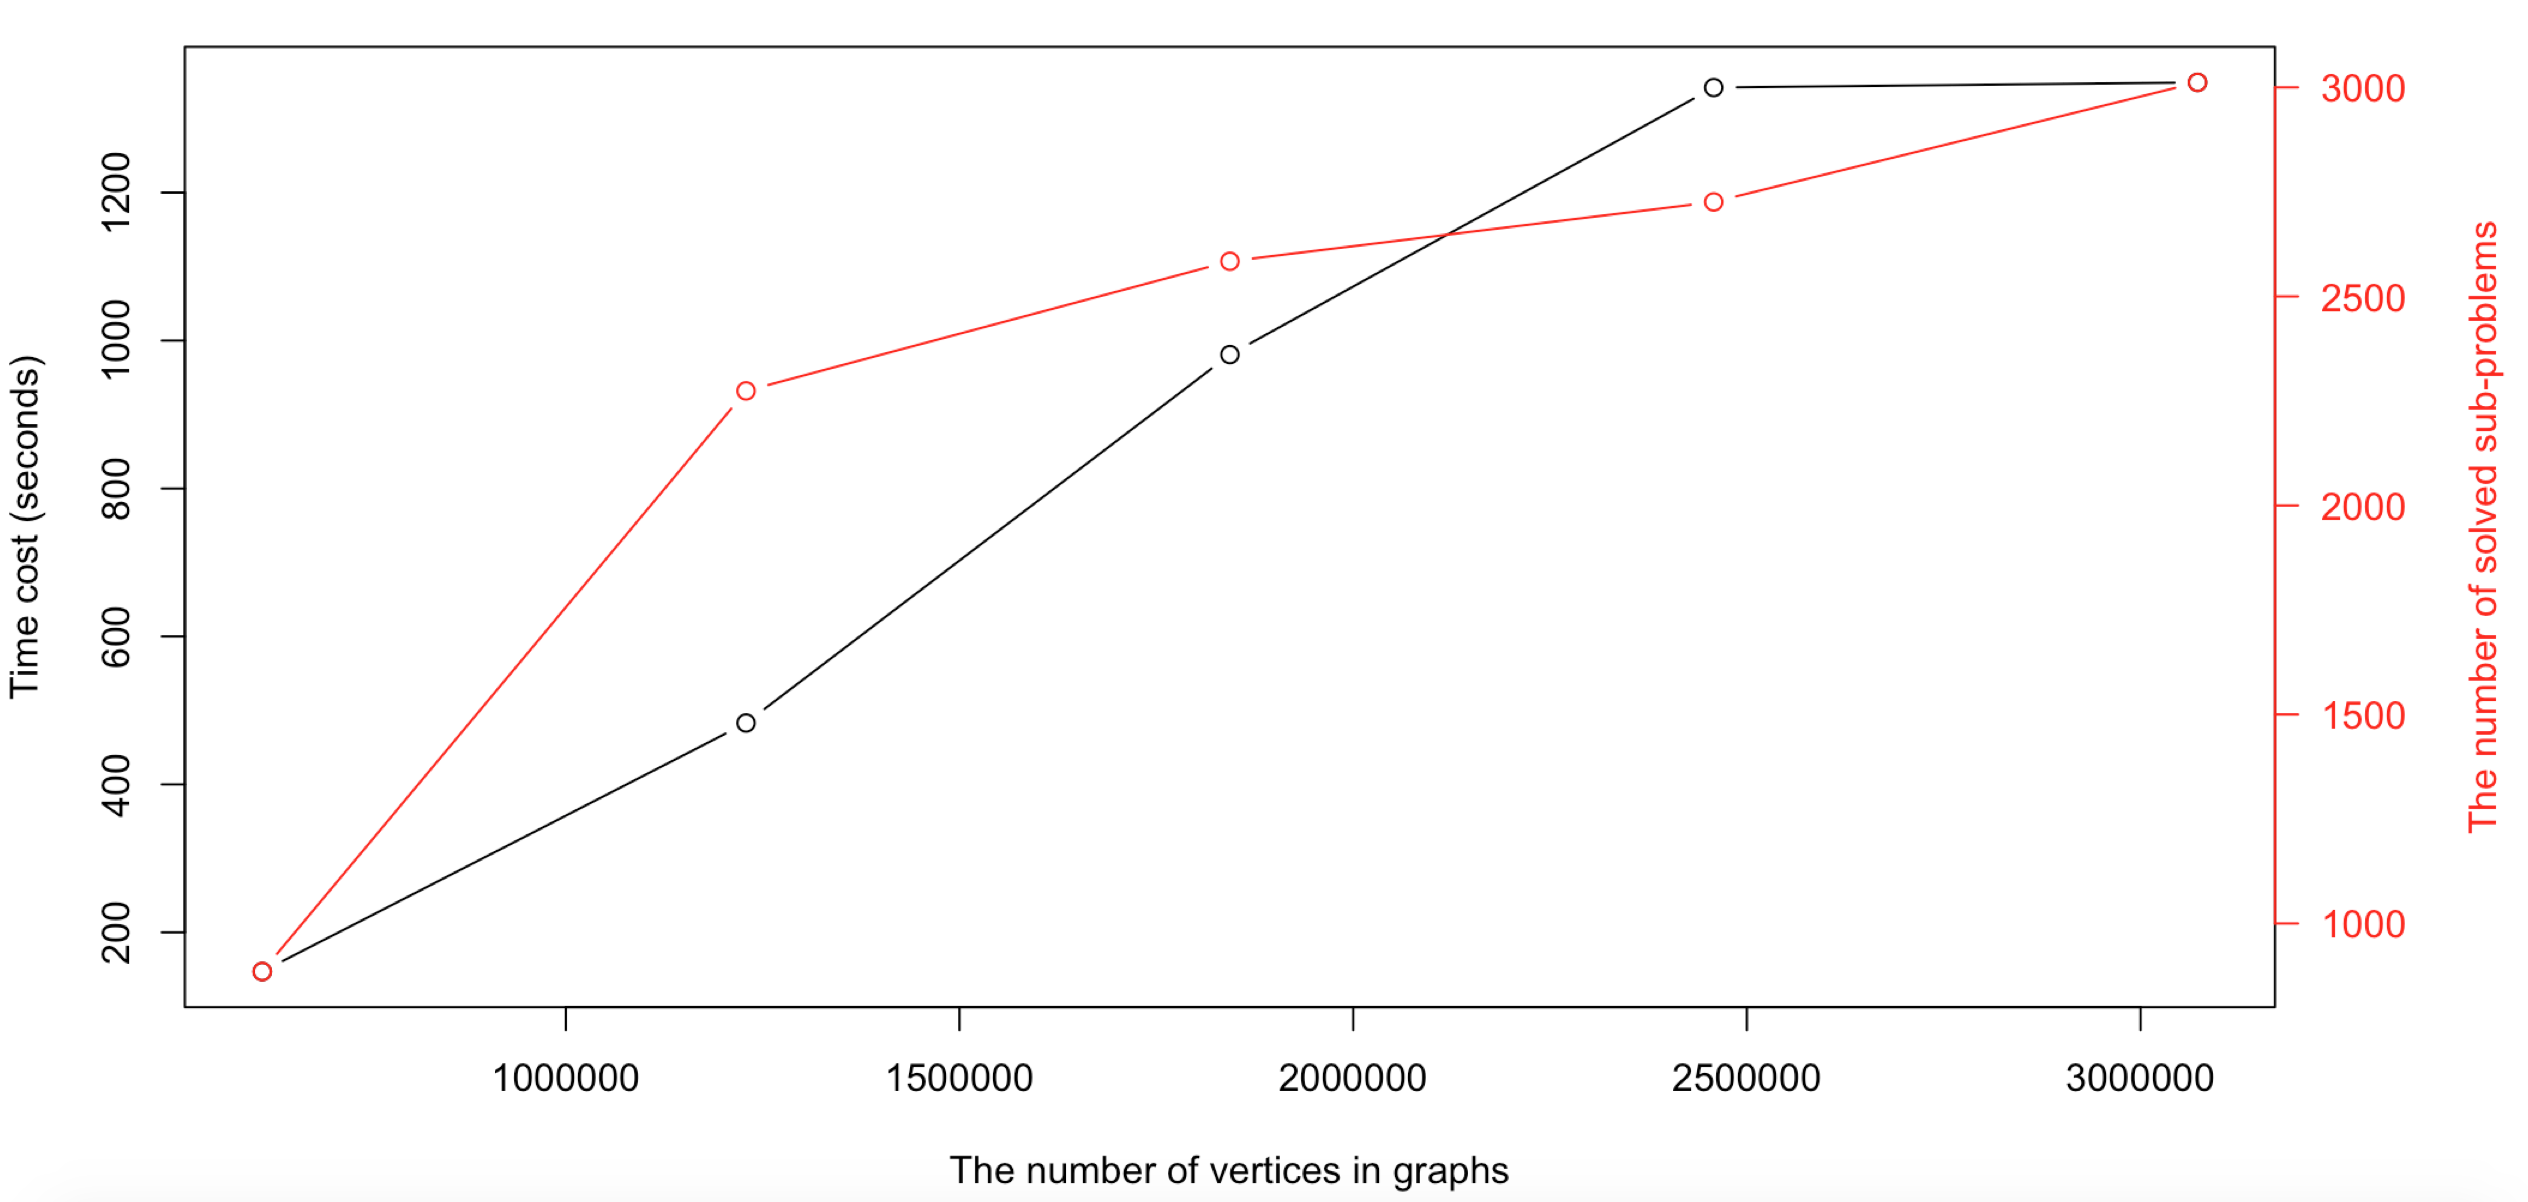 Time cost (seconds)
1200
1000
800
600
400
200
3000
2500
2000
1500
1000
The number of solved sub-problems
1000000 1500000 2000000 2500000 3000000
The number of vertices in graphs